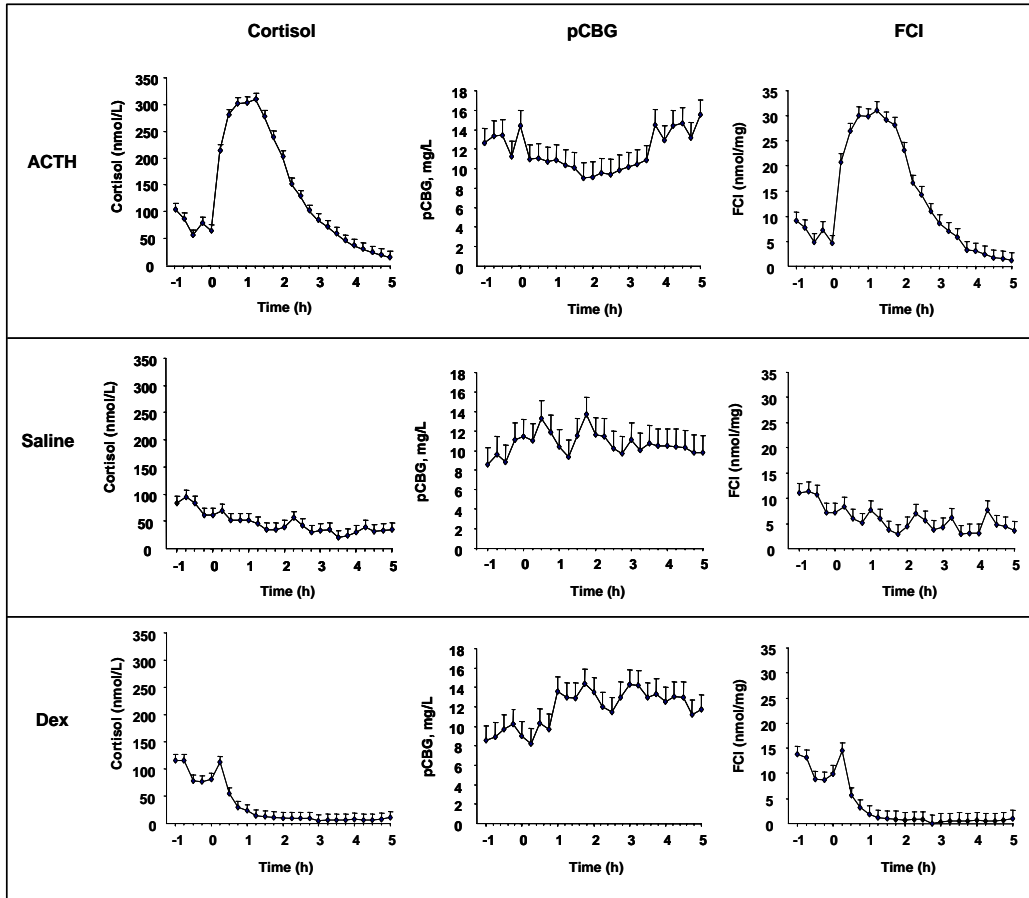 Cortisol pCBG FCI
ACTH
Cortisol (nmol/L)
350
300
250
200
150
100
50
0
-1 0 1 2 3 4 5
Time (h)
pCBG, mg/L
18
16
14
12
10
8
6
4
2
0
-1 0 1 2 3 4 5
Time (h)
FCI (nmol/mg)
35
30
25
20
15
10
5
0
-1 0 1 2 3 4 5
Time (h)
Saline
Cortisol (nmol/L)
350
300
250
200
150
100
50
0
-1 0 1 2 3 4 5
Time (h)
pCBG, mg/L
18
16
14
12
10
8
6
4
2
0
-1 0 1 2 3 4 5
Time (h)
FCI (nmol/mg)
35
30
25
20
15
10
5
0
-1 0 1 2 3 4 5
Time (h)
Dex
Cortisol (nmol/L)
350
300
250
200
150
100
50
0
-1 0 1 2 3 4 5
Time (h)
pCBG, mg/L
18
16
14
12
10
8
6
4
2
0
-1 0 1 2 3 4 5
Time (h)
FCI (nmol/mg)
35
30
25
20
15
10
5
0
-1 0 1 2 3 4 5
Time (h)